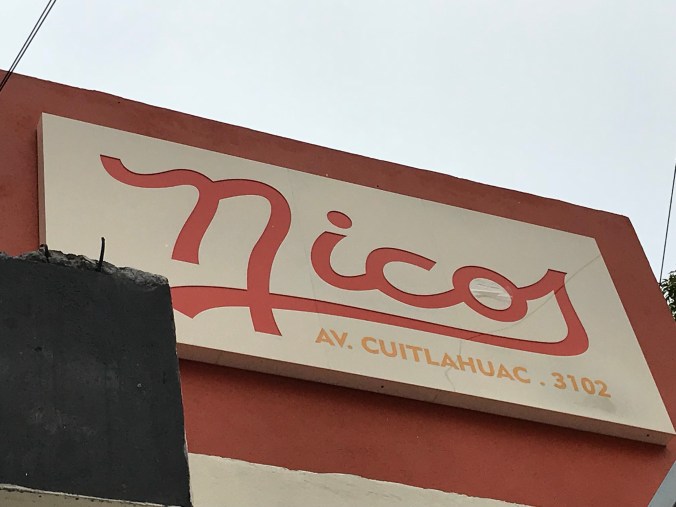 nicos
AV. CUITLAHUAC . 3102